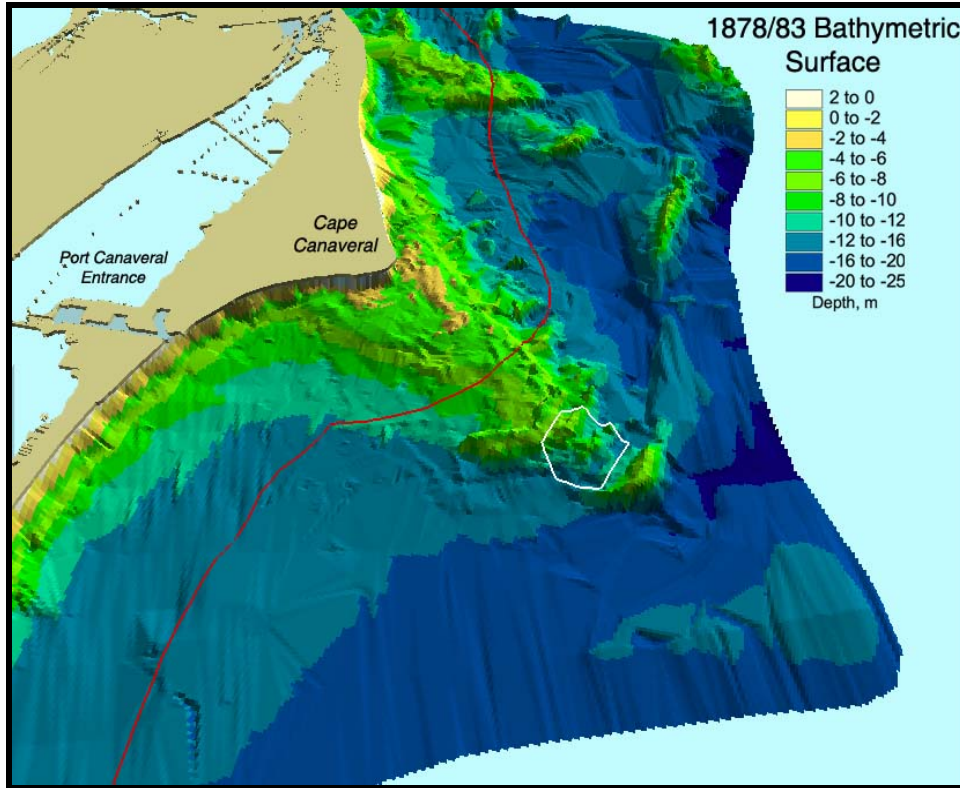 1878/83 Bathymetric
Surface
2 to 0
0 to -2
-2 to -4
-4 to -6
-6 to -8
-8 to -10
-10 to -12
-12 to -16
-16 to -20
-20 to -25
Depth, m
Cape
Canaveral
Port Canaveral
Entrance